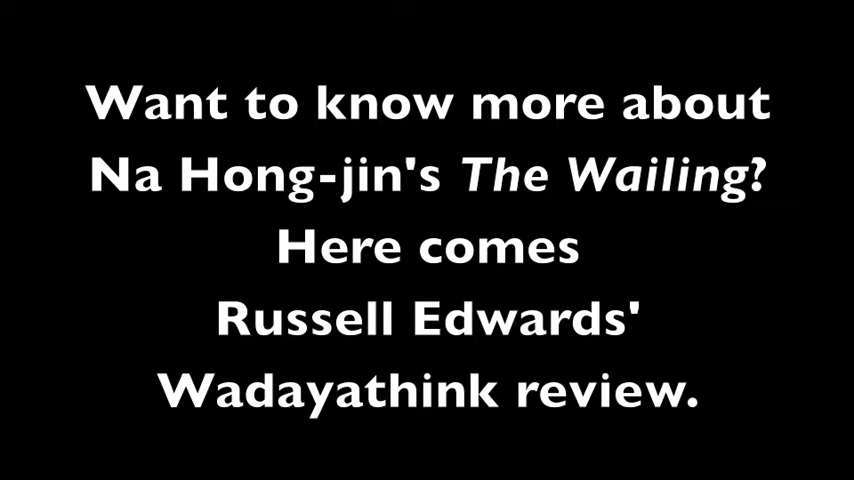 Want to know more about
Na Hong-jin's The Wailing?
Here comes
Russell Edwards'
Wadayathink review.